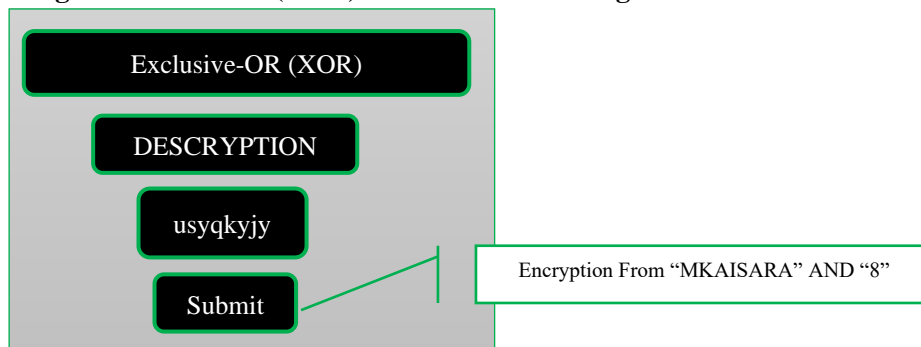 Exclusive-OR (XOR)
DESCRYPTION
usyqkyjy
Encryption From “MKAISARA” AND “8”
Submit